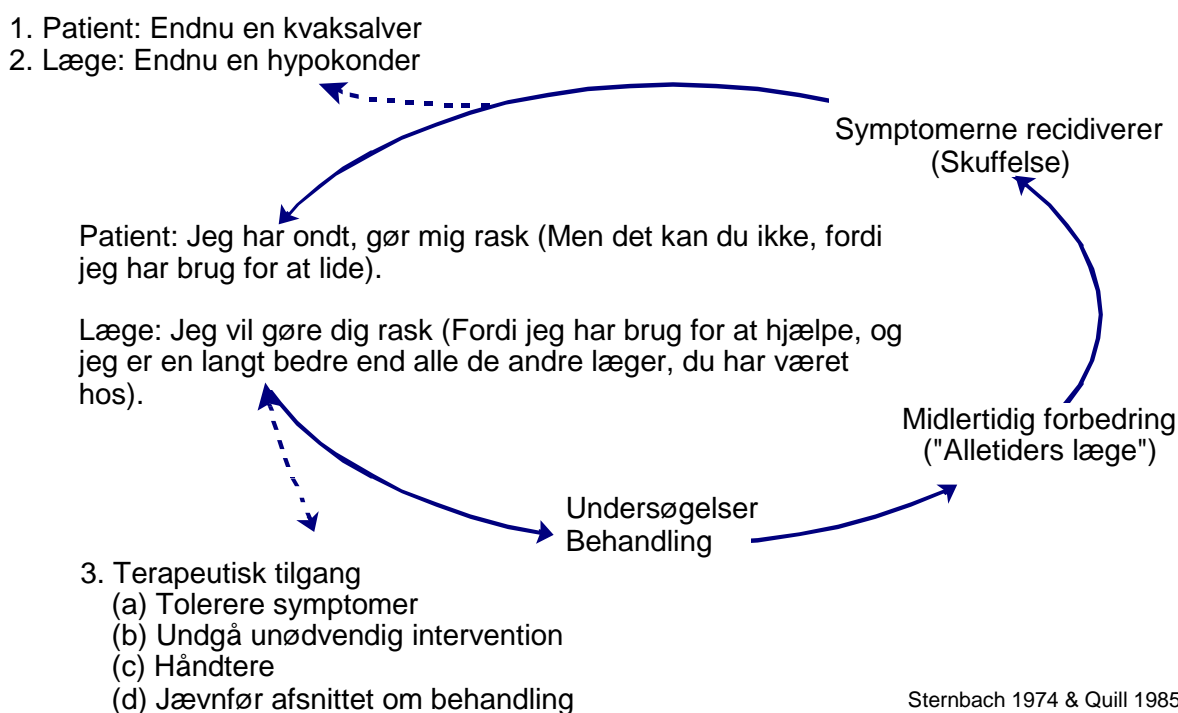 1. Patient: Endnu en kvaksalver
2. Læge: Endnu en hypokonder
Symptomerne recidiverer
(Skuffelse)
Patient: Jeg har ondt, gør mig rask (Men det kan du ikke, fordi
jeg har brug for at lide).
Læge: Jeg vil gøre dig rask (Fordi jeg har brug for at hjælpe, og
jeg er en langt bedre end alle de andre læger, du har været
hos).
Midlertidig forbedring
("Alletiders læge")
Undersøgelser
Behandling
3. Terapeutisk tilgang
(a) Tolerere symptomer
(b) Undgå unødvendig intervention
(c) Håndtere
(d) Jævnfør afsnittet om behandling
Sternbach 1974 & Quill 1985